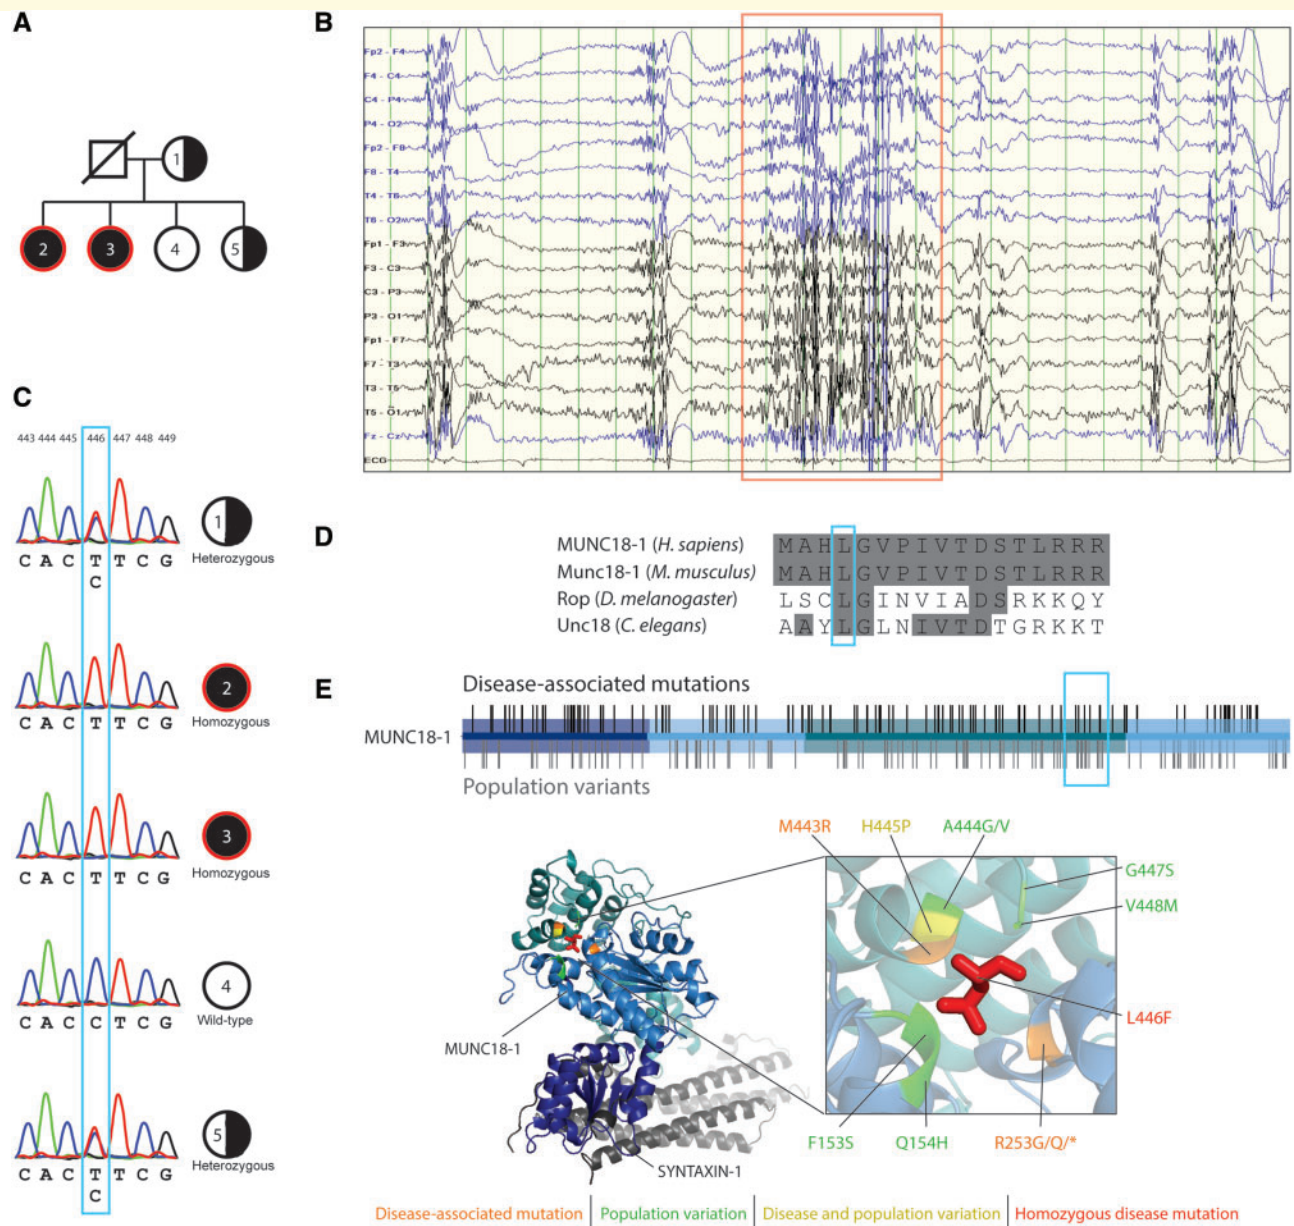 A
1
2
3
4
5
B
Fp2 - F4
F4 - C4
C4 - P4
P4 - O2
Fp2 - F8
F8 - T4
T4 - T6
T6 - O2
Fp1 - F3
F3 - C3
C3 - P3
P3 - O1
Fp1 - F7
F7 - T3
T3 - T5
T5 - O1
Fz - Cz
ECG
C
443 444 445 446 447 448 449
C A C T T C G
C
1
Heterozygous
C A C T T C G
2
Homozygous
C A C T T C G
3
Homozygous
C A C C T C G
4
Wild-type
C A C T T C G
C
5
Heterozygous
D
MUNC18-1 (H. sapiens) MAHLGVPIVTDSTLRRR
Munc18-1 (M. musculus) MAHLGVPIVTDSTLRRR
Rop (D. melanogaster) LSCLGINVIADSRKKQY
Unc18 (C. elegans) AAYLGLNIVTDTGRKKT
E
Disease-associated mutations
MUNC18-1
Population variants
M443R H445P A444G/V
G447S
V448M
L446F
MUNC18-1
F153S Q154H R253G/Q/*
SYNTAXIN-1
Disease-associated mutation | Population variation | Disease and population variation | Homozygous disease mutation